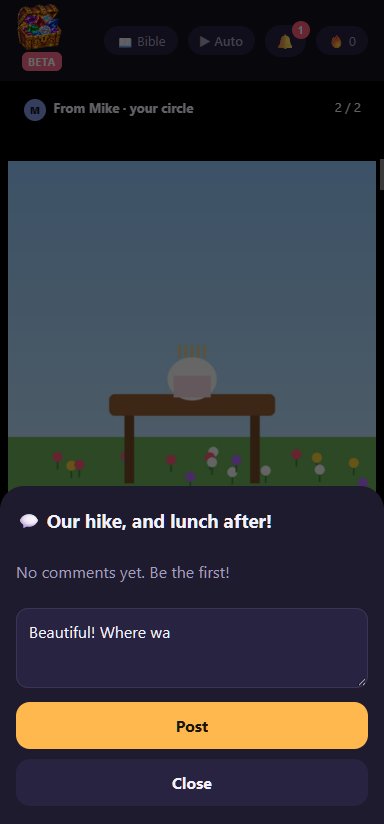 BETA
Bible
Auto
1
0
M
From Mike · your circle
2 / 2
Our hike, and lunch after!
No comments yet. Be the first!
Beautiful! Where wa
Post
Close